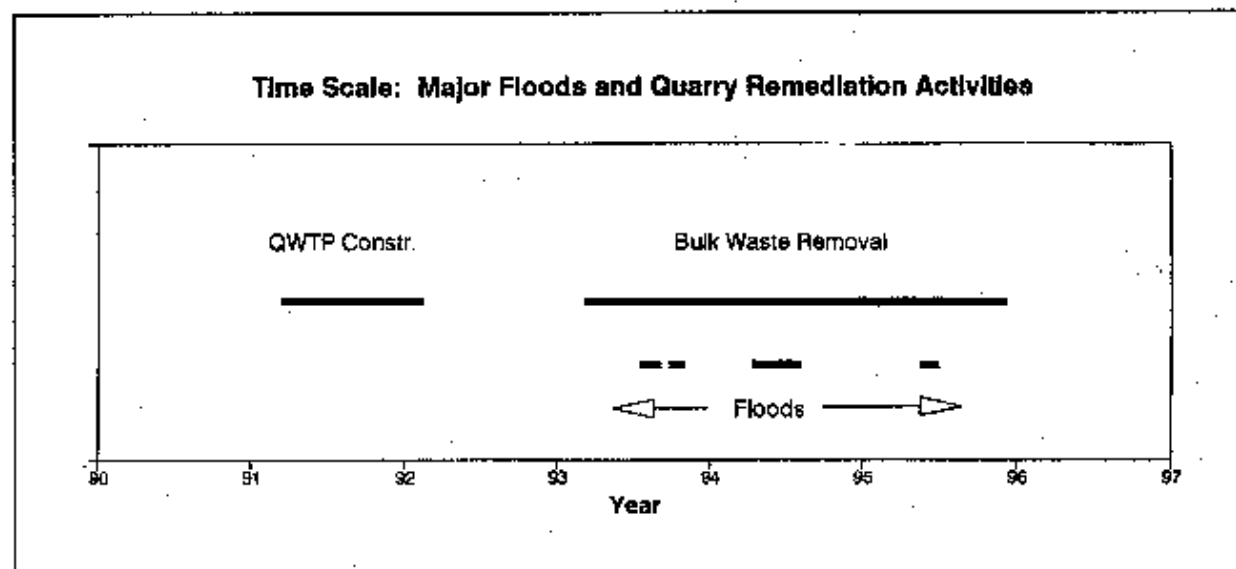 Time Scale: Major Floods and Quarry Remediation Activities
QWTP Constr. Bulk Waste Removal
Floods
90 91 92 93 94 95 96 97
Year